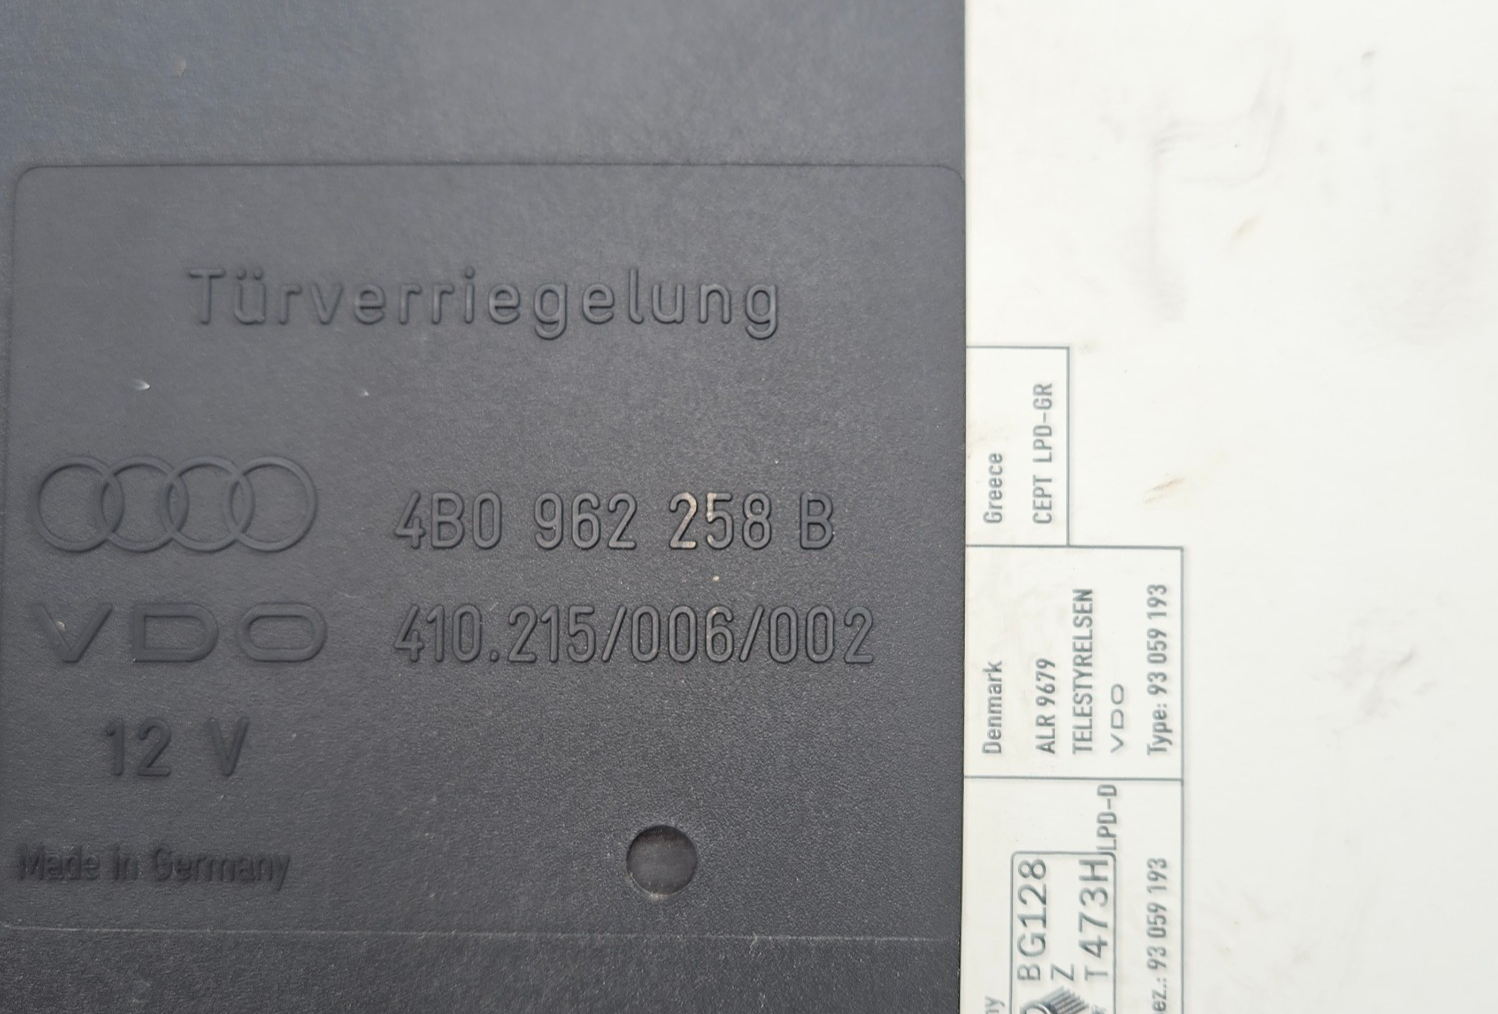 Türverriegelung
4B0 962 258 B
VDO 410.215/006/002
12 V
Made in Germany
Greece
CEPT LPD-GR
Denmark
ALR 9679
TELESTYRELSEN
VDO
Type: 93 059 193
BG128
Z
T473H
LPD-D
93 059 193